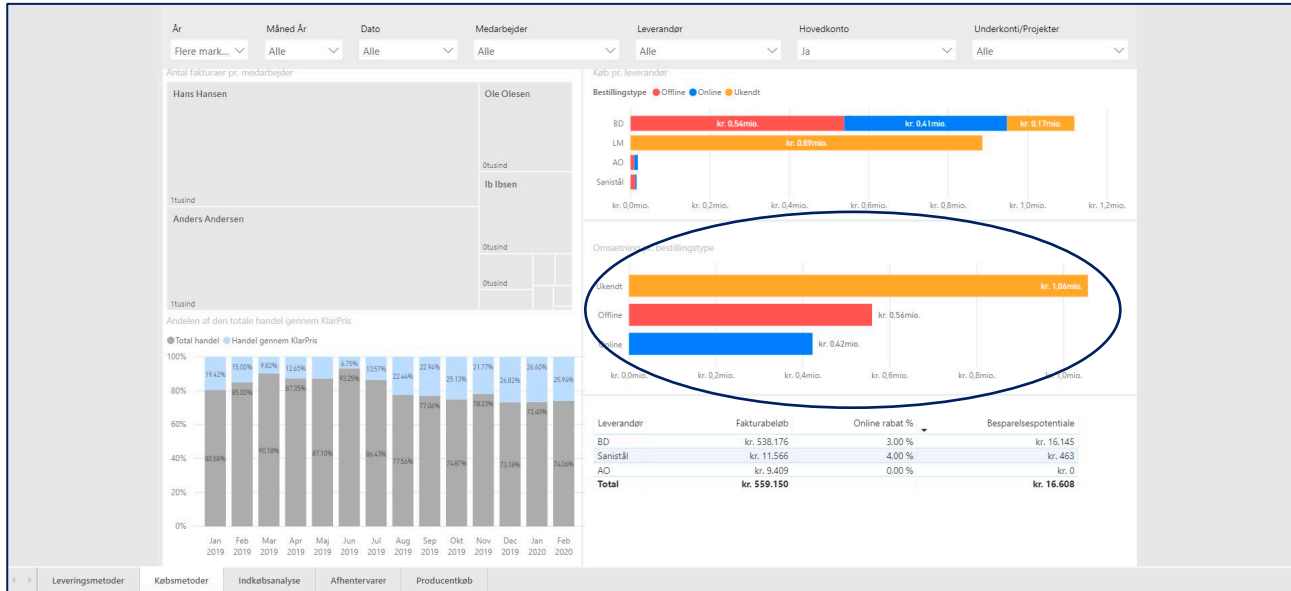 År Måned År Dato Medarbejder Leverandør Hovedkonto Underkonti/Projekter
Flere mark... Alle Alle Alle Alle Ja Alle
Antal fakturaer pr. medarbejder
Hans Hansen
1tusind
Anders Andersen
1tusind
Ole Olesen
0tusind
Ib Ibsen
0tusind
0tusind
Køb pr. leverandør
Bestillingstype Offline Online Ukendt
BD kr. 0,54mio. kr. 0,41mio. kr. 0,17mio.
LM kr. 0,89mio.
AO
Sanistål
kr. 0,0mio. kr. 0,2mio. kr. 0,4mio. kr. 0,6mio. kr. 0,8mio. kr. 1,0mio. kr. 1,2mio.
Omsætning pr. bestillingstype
Ukendt kr. 1,06mio.
Offline kr. 0,56mio.
Online kr. 0,42mio.
kr. 0,0mio. kr. 0,2mio. kr. 0,4mio. kr. 0,6mio. kr. 0,8mio. kr. 1,0mio.
Andelen af den totale handel gennem KlarPris
Total handel Handel gennem KlarPris
100%
80%
60%
40%
20%
0%
19.42% 15.00% 9.82% 12.65% 6.75% 13.57% 22.44% 22.94% 25.13% 21.77% 26.82% 26.60% 25.94%
80.58% 85.00% 90.18% 87.35% 87.10% 93.25% 86.43% 77.56% 77.06% 74.87% 78.23% 73.18% 73.40% 74.06%
Jan Feb Mar Apr Maj Jun Jul Aug Sep Okt Nov Dec Jan Feb
2019 2019 2019 2019 2019 2019 2019 2019 2019 2019 2019 2019 2020 2020
Leverandør Fakturabeløb Online rabat % Besparelsespotentiale
BD kr. 538.176 3,00 % kr. 16.145
Sanistål kr. 11.566 4,00 % kr. 463
AO kr. 9.409 0,00 % kr. 0
Total kr. 559.150 kr. 16.608
Leveringsmetoder Købsmetoder Indkøbsanalyse Afhentervarer Producentkøb